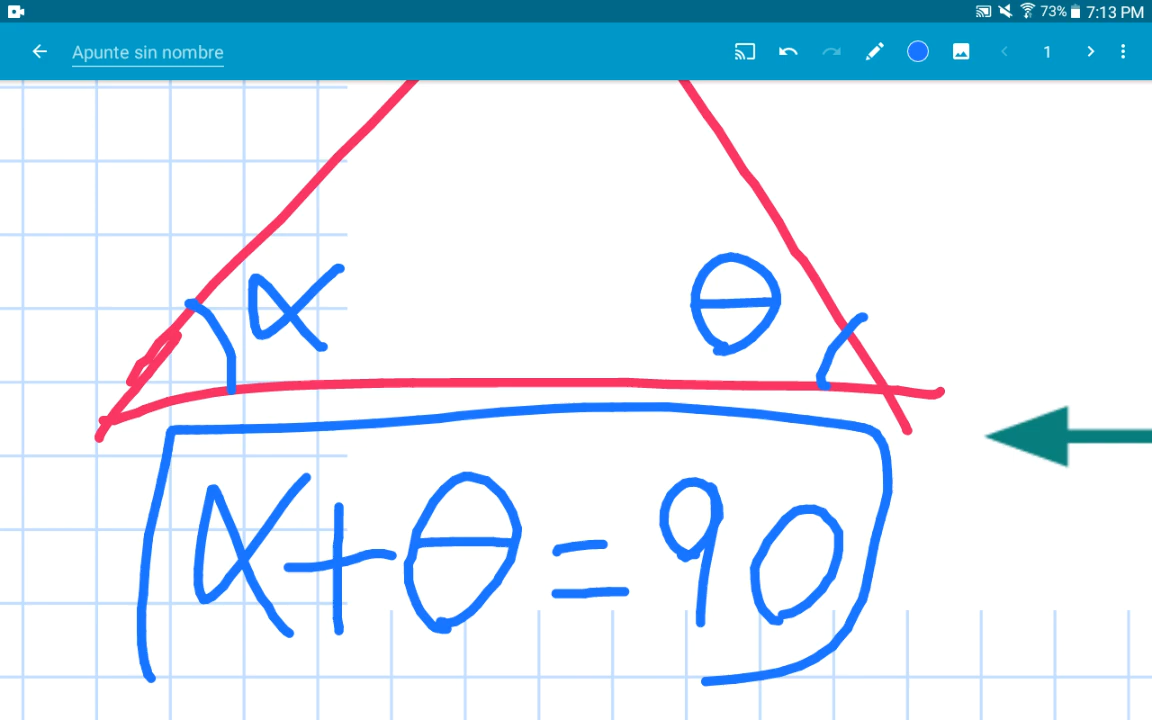 73% 7:13 PM
Apunte sin nombre 1
α θ
α+θ=90